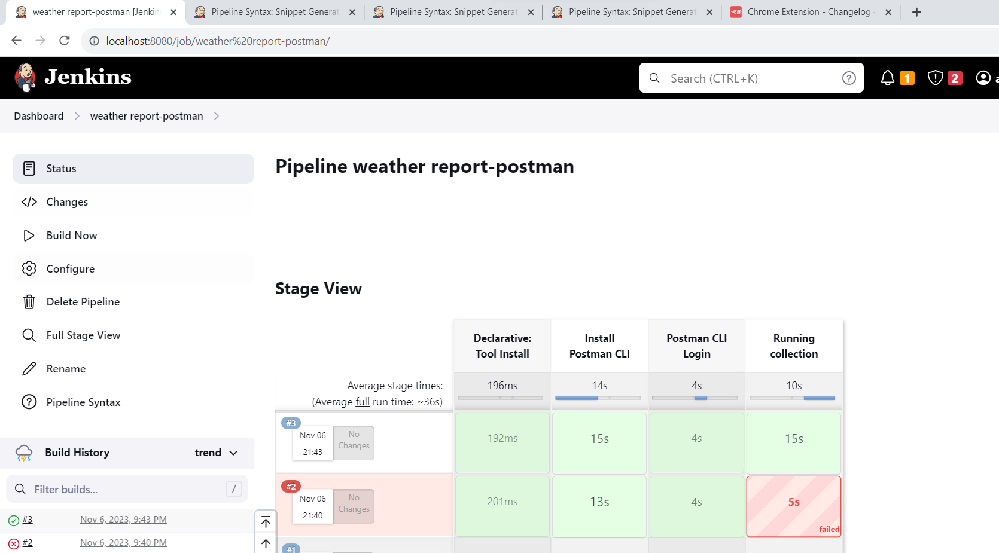 weather report-postman [Jenkin
Pipeline Syntax: Snippet Generat
Pipeline Syntax: Snippet Generat
Pipeline Syntax: Snippet Generat
Chrome Extension - Changelog -
localhost:8080/job/weather%20report-postman/
Jenkins
Search (CTRL+K)
?
1
2
a
Dashboard
weather report-postman
Status
Changes
Build Now
Configure
Delete Pipeline
Full Stage View
Rename
Pipeline Syntax
Build History
trend
Filter builds...
/
#3
Nov 6, 2023, 9:43 PM
#2
Nov 6, 2023, 9:40 PM
Pipeline weather report-postman
Stage View
Declarative:
Tool Install
Install
Postman CLI
Postman CLI
Login
Running
collection
Average stage times:
(Average full run time: ~36s)
196ms
14s
4s
10s
#3
Nov 06
21:43
No
Changes
192ms
15s
4s
15s
#2
Nov 06
21:40
No
Changes
201ms
13s
4s
5s
failed
#1